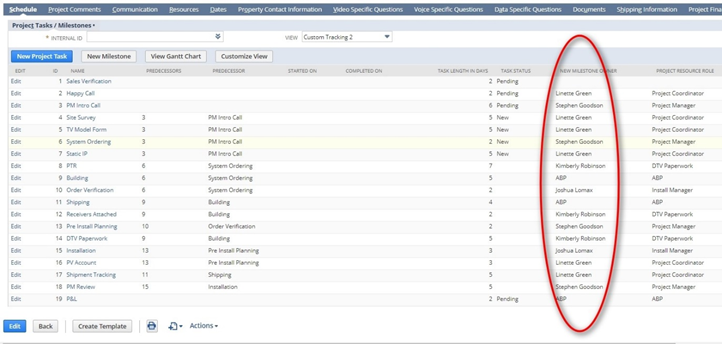 Schedule Project Comments Communication Resources Dates Property Contact Information Video Specific Questions Voice Specific Questions Data Specific Questions Documents Shipping Information Project Fina
Project Tasks / Milestones •
* INTERNAL ID VIEW Custom Tracking 2
New Project Task New Milestone View Gantt Chart Customize View
EDIT ID NAME PREDECESSORS PREDECESSOR STARTED ON COMPLETED ON TASK LENGTH IN DAYS TASK STATUS NEW MILESTONE OWNER PROJECT RESOURCE ROLE
Edit 1 Sales Verification 2 Pending
Edit 2 Happy Call 2 Pending Linette Green Project Coordinator
Edit 3 PM Intro Call 6 Pending Stephen Goodson Project Manager
Edit 4 Site Survey 3 PM Intro Call 5 New Linette Green Project Coordinator
Edit 5 TV Model Form 3 PM Intro Call 5 New Linette Green Project Coordinator
Edit 6 System Ordering 3 PM Intro Call 2 New Stephen Goodson Project Manager
Edit 7 Static IP 3 PM Intro Call 5 New Linette Green Project Coordinator
Edit 8 PTR 6 System Ordering 7 Kimberly Robinson DTV Paperwork
Edit 9 Building 6 System Ordering 5 ABP ABP
Edit 10 Order Verification 6 System Ordering 2 Joshua Lomax Install Manager
Edit 11 Shipping 9 Building 4 ABP ABP
Edit 12 Receivers Attached 9 Building 2 Kimberly Robinson DTV Paperwork
Edit 13 Pre Install Planning 10 Order Verification 2 Stephen Goodson Project Manager
Edit 14 DTV Paperwork 9 Building 5 Kimberly Robinson DTV Paperwork
Edit 15 Installation 13 Pre Install Planning 3 Joshua Lomax Install Manager
Edit 16 PV Account 13 Pre Install Planning 3 Linette Green Project Coordinator
Edit 17 Shipment Tracking 11 Shipping 5 Linette Green Project Coordinator
Edit 18 PM Review 15 Installation 5 Stephen Goodson Project Manager
Edit 19 P&L 2 Pending ABP ABP
Edit Back Create Template Actions